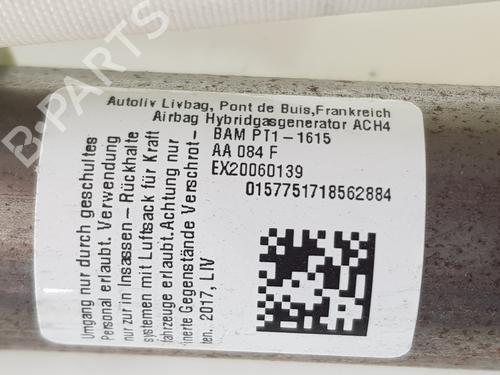 Autoliv Livbag, Pont de Buis,Frankreich
Airbag Hybridgasgenerator ACH4
BAM PT1-1615
AA 084 F
EX20060139
0157751718562884
Umgang nur durch geschultes
Personal erlaubt. Verwendung
nur zur in Insassen-Rückhalte
systemen mit Luftsack für Kraft
fahrzeuge erlaubt.Achtung nur
inerte Gegenstände Verschrot-
ten. 2017, LIV
B-PARTS